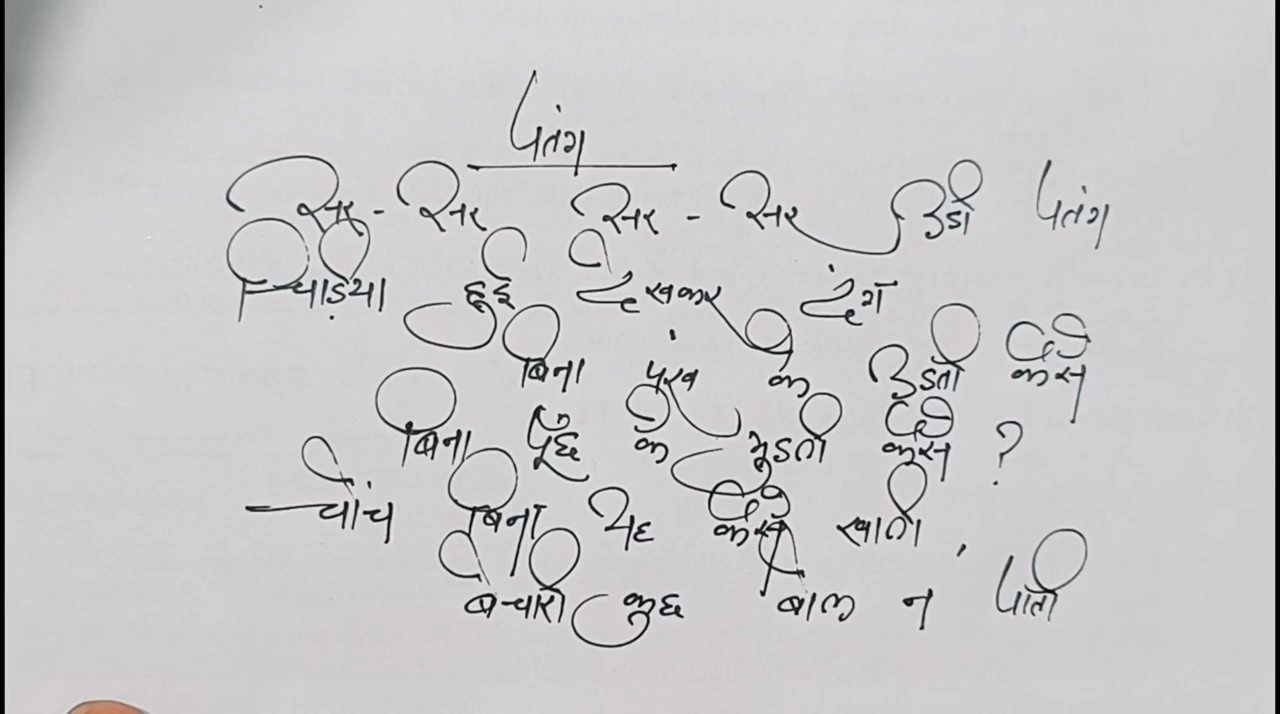 पतंग
सर-सर सर-सर उड़ी पतंग
चिड़िया हुई देखकर दंग
बिना पंख के उड़ती कैसे
बिना पूँछ के मुड़ती कैसे ?
चोंच बिना यह कैसे खाती,
बेचारी कुछ बोल न पाती